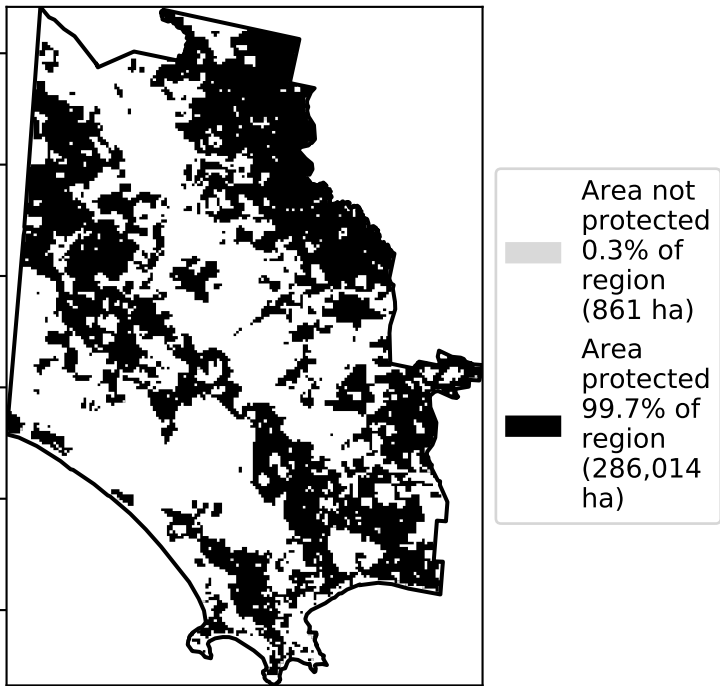 Area not
protected
0.3% of
region
(861 ha)
Area
protected
99.7% of
region
(286,014
ha)